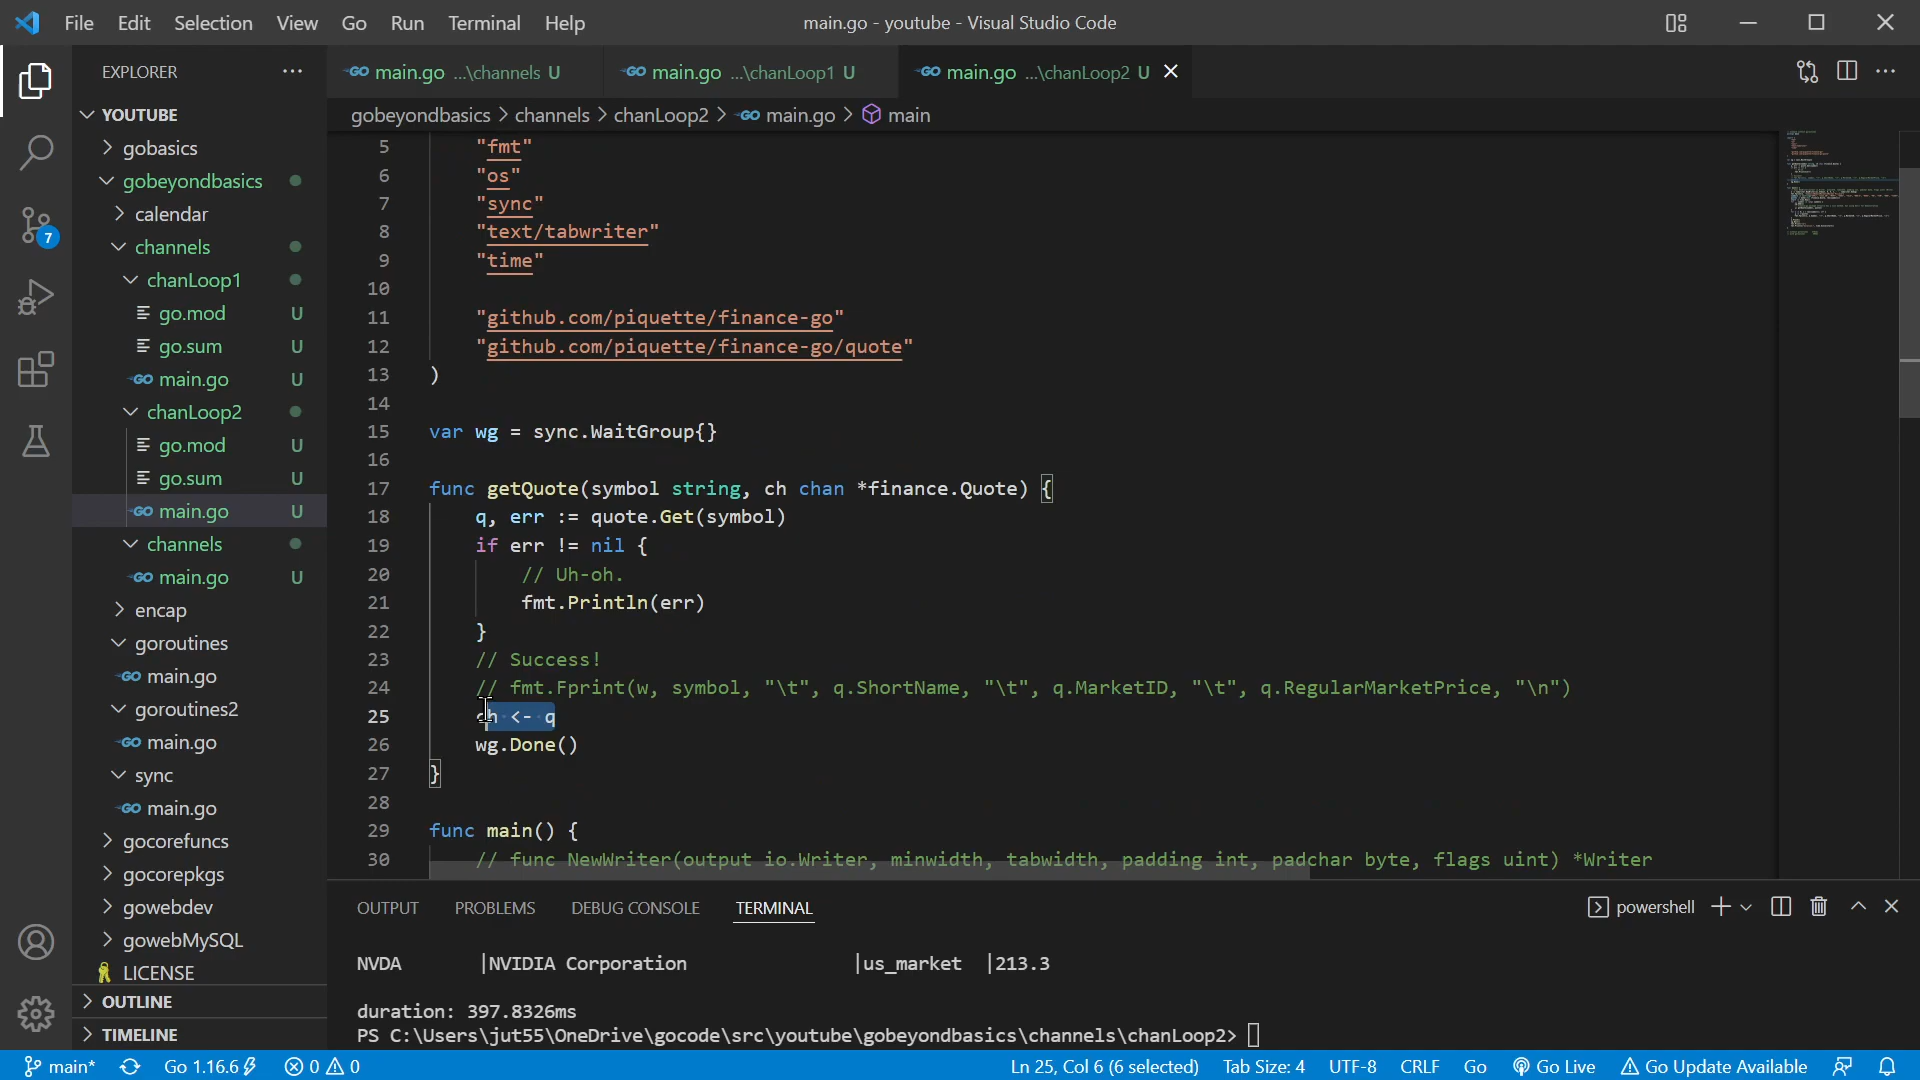 File Edit Selection View Go Run Terminal Help main.go - youtube - Visual Studio Code
EXPLORER
main.go ...\channels U main.go ...\chanLoop1 U main.go ...\chanLoop2 U
gobeyondbasics > channels > chanLoop2 > main.go > main
YOUTUBE
gobasics
gobeyondbasics
calendar
channels
chanLoop1
go.mod U
go.sum U
main.go U
chanLoop2
go.mod U
go.sum U
main.go U
channels
main.go U
encap
goroutines
main.go
goroutines2
main.go
sync
main.go
gocorefuncs
gocorepkgs
gowebdev
gowebMySQL
LICENSE
OUTLINE
TIMELINE
7
5 "fmt"
6 "os"
7 "sync"
8 "text/tabwriter"
9 "time"
10
11 "github.com/piquette/finance-go"
12 "github.com/piquette/finance-go/quote"
13 )
14
15 var wg = sync.WaitGroup{}
16
17 func getQuote(symbol string, ch chan *finance.Quote) {
18 q, err := quote.Get(symbol)
19 if err != nil {
20 // Uh-oh.
21 fmt.Println(err)
22 }
23 // Success!
24 // fmt.Fprint(w, symbol, "\t", q.ShortName, "\t", q.MarketID, "\t", q.RegularMarketPrice, "\n")
25 ch <- q
26 wg.Done()
27 }
28
29 func main() {
30 // func NewWriter(output io.Writer, minwidth, tabwidth, padding int, padchar byte, flags uint) *Writer
OUTPUT PROBLEMS DEBUG CONSOLE TERMINAL powershell
NVDA |NVIDIA Corporation |us_market |213.3
duration: 397.8326ms
PS C:\Users\jut55\OneDrive\gocode\src\youtube\gobeyondbasics\channels\chanLoop2>
main* Go 1.16.6 0 0 Ln 25, Col 6 (6 selected) Tab Size: 4 UTF-8 CRLF Go Go Live Go Update Available